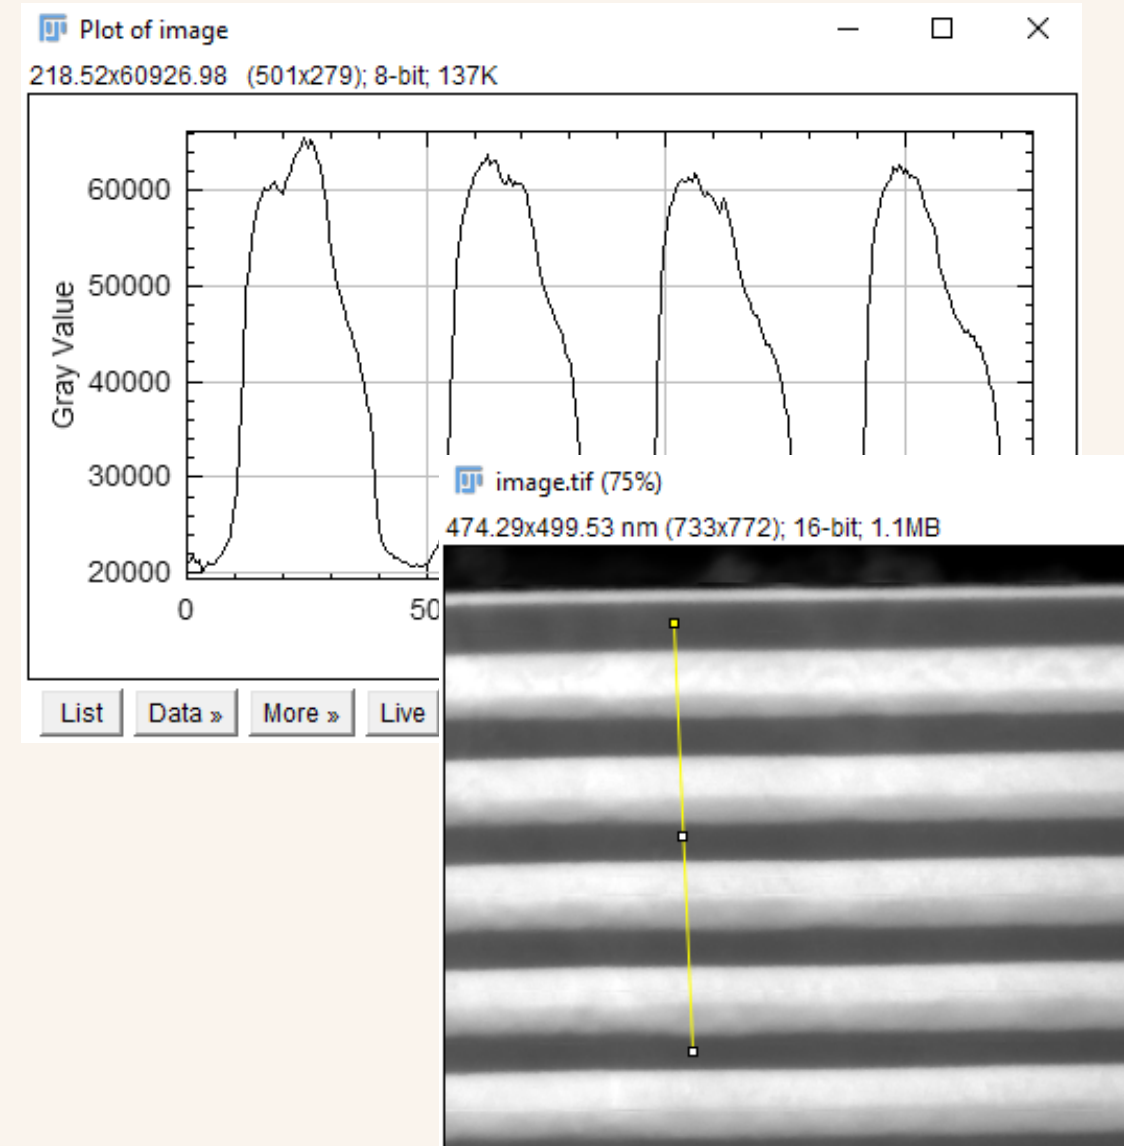 Plot of image
218.52x60926.98 (501x279); 8-bit; 137K
60000
50000
40000
30000
20000
Gray Value
0
50
List
Data »
More »
Live
image.tif (75%)
474.29x499.53 nm (733x772); 16-bit; 1.1MB